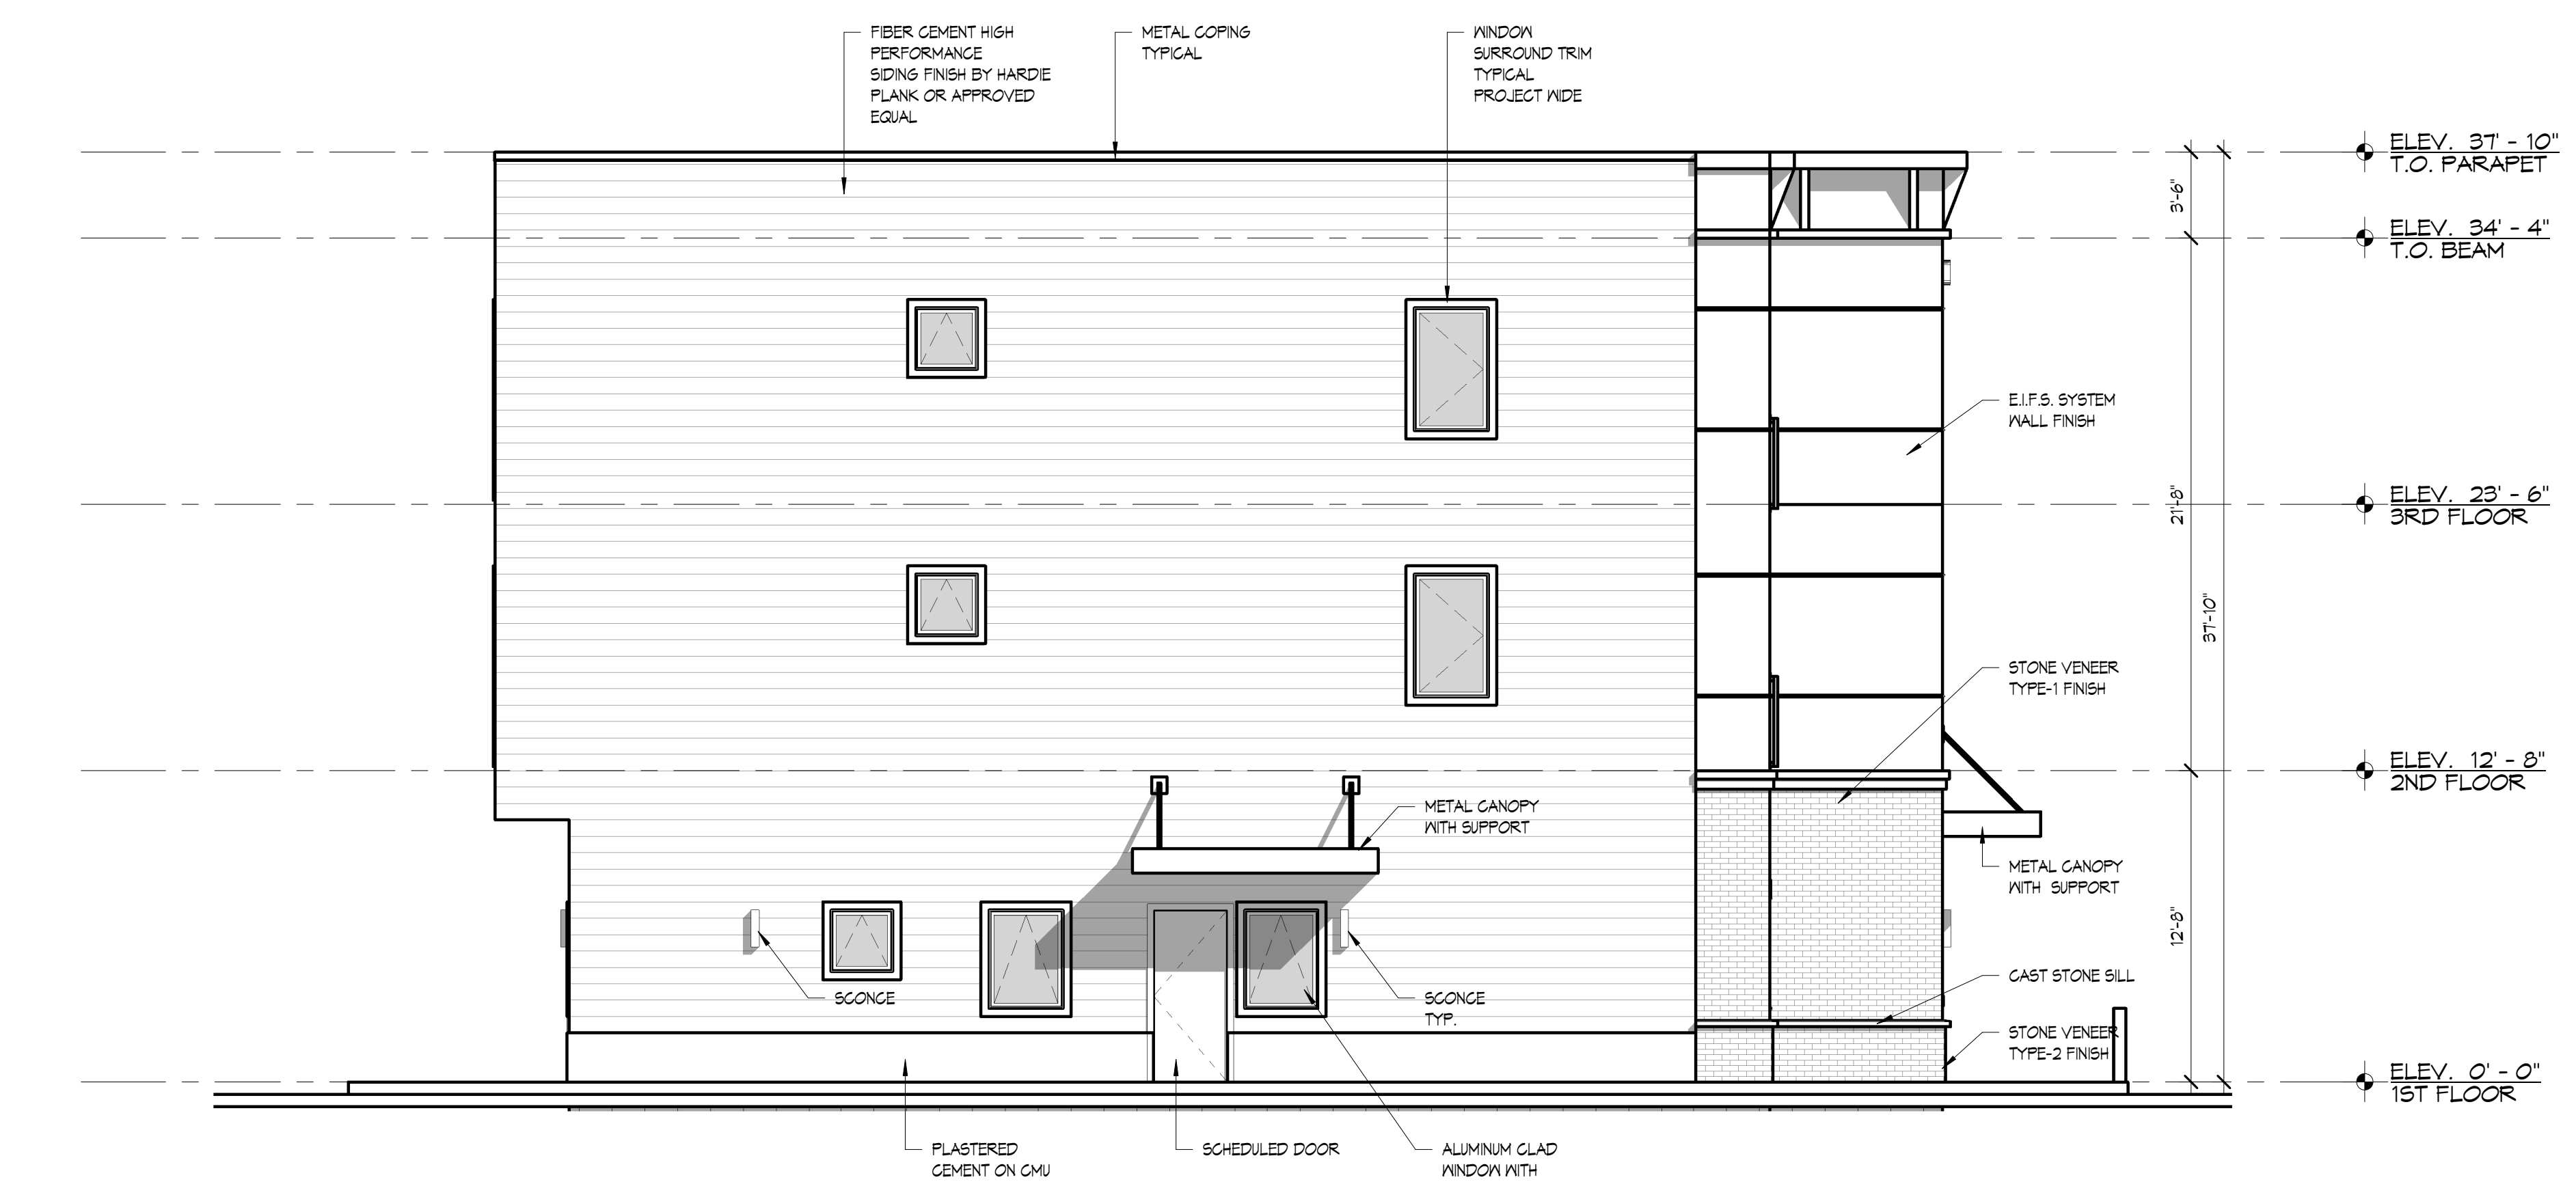 FIBER CEMENT HIGH
PERFORMANCE
SIDING FINISH BY HARDIE
PLANK OR APPROVED
EQUAL
METAL COPING
TYPICAL
WINDOW
SURROUND TRIM
TYPICAL
PROJECT WIDE
ELEV. 37' - 10"
T.O. PARAPET
3'-6"
ELEV. 34' - 4"
T.O. BEAM
E.I.F.S. SYSTEM
WALL FINISH
21'-8"
ELEV. 23' - 6"
3RD FLOOR
37'-10"
STONE VENEER
TYPE-1 FINISH
ELEV. 12' - 8"
2ND FLOOR
METAL CANOPY
WITH SUPPORT
METAL CANOPY
WITH SUPPORT
12'-8"
SCONCE
SCONCE
TYP.
CAST STONE SILL
STONE VENEER
TYPE-2 FINISH
ELEV. 0' - 0"
1ST FLOOR
PLASTERED
CEMENT ON CMU
SCHEDULED DOOR
ALUMINUM CLAD
WINDOW WITH